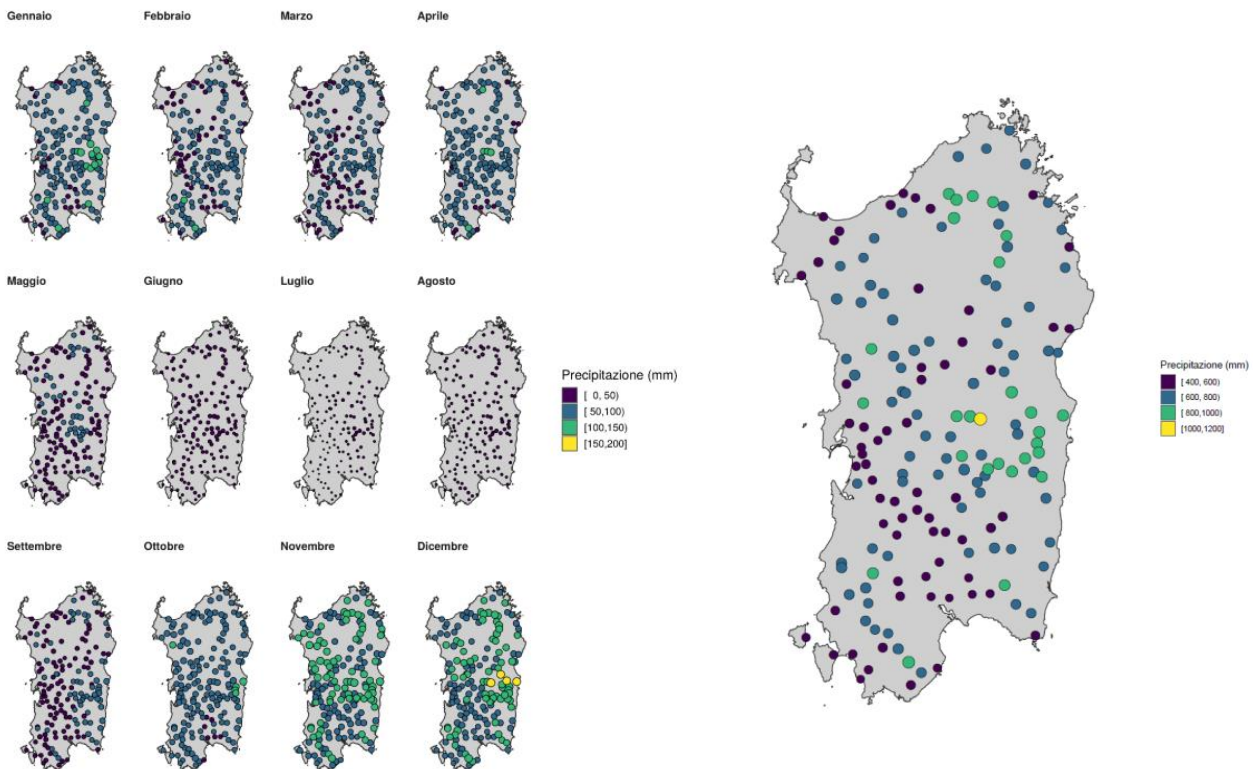 Gennaio
Febbraio
Marzo
Aprile
Maggio
Giugno
Luglio
Agosto
Settembre
Ottobre
Novembre
Dicembre
Precipitazione (mm)
[ 0, 50)
[ 50,100)
[100,150)
[150,200]
Precipitazione (mm)
[ 400, 600)
[ 600, 800)
[ 800,1000)
[1000,1200]